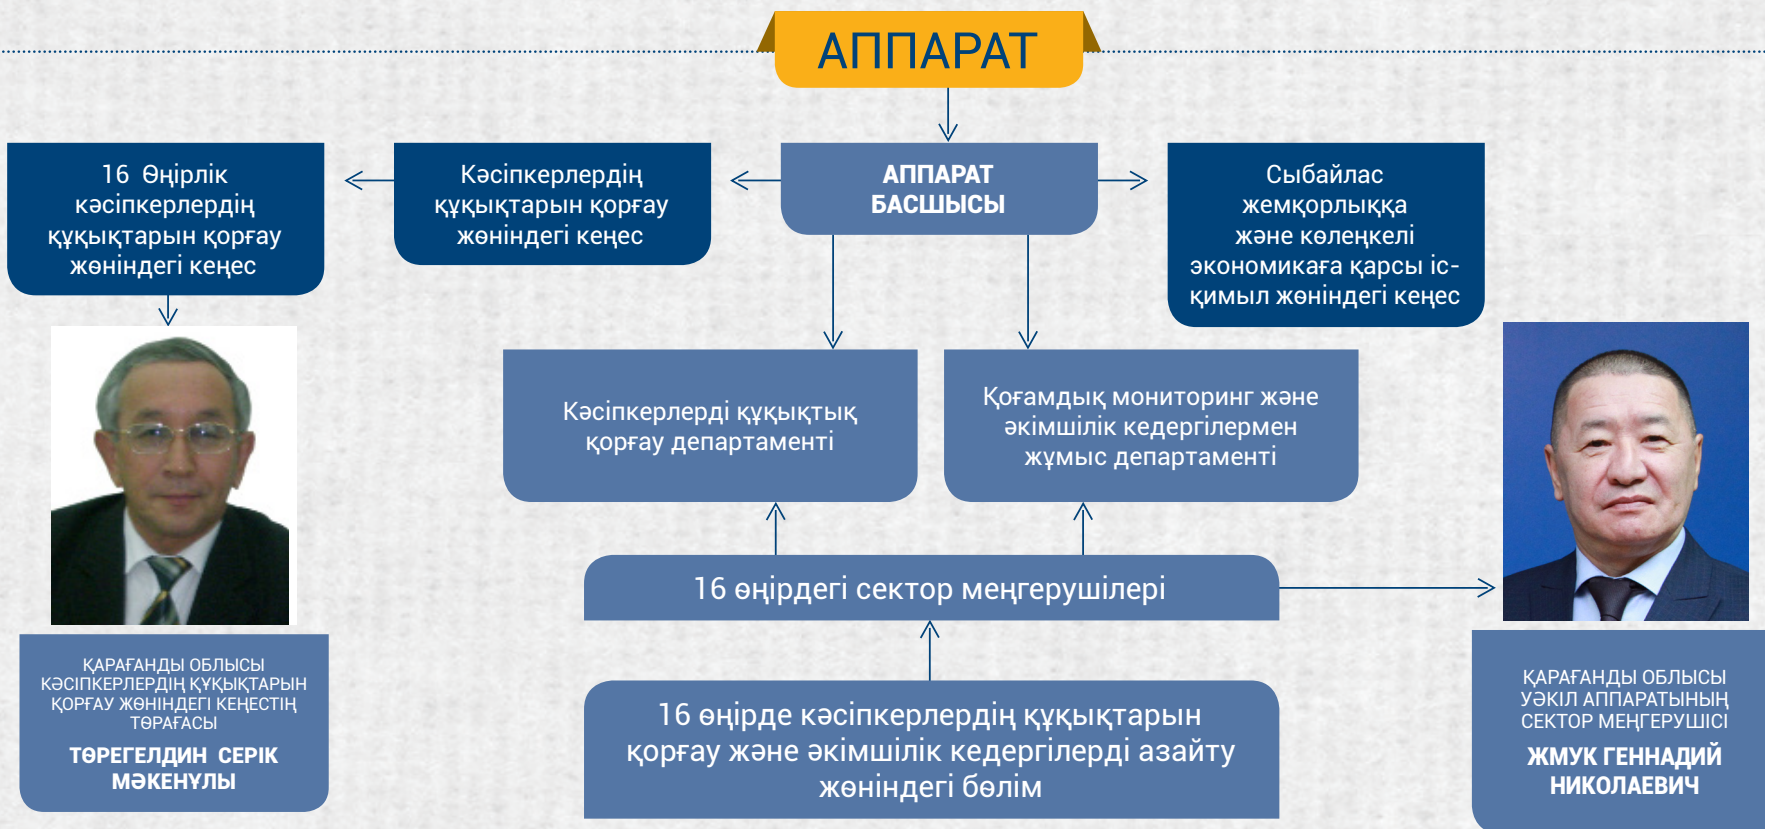 АППАРАТ
16 Өңірлік
кәсіпкерлердің
құқықтарын қорғау
жөніндегі кеңес
Кәсіпкерлердің
құқықтарын қорғау
жөніндегі кеңес
АППАРАТ
БАСШЫСЫ
Сыбайлас
жемқорлыққа
және көлеңкелі
экономикаға қарсы іс-
қимыл жөніндегі кеңес
Кәсіпкерлерді құқықтық
қорғау департаменті
Қоғамдық мониторинг және
әкімшілік кедергілермен
жұмыс департаменті
16 өңірдегі сектор меңгерушілері
16 өңірде кәсіпкерлердің құқықтарын
қорғау және әкімшілік кедергілерді азайту
жөніндегі бөлім
ҚАРАҒАНДЫ ОБЛЫСЫ
КӘСІПКЕРЛЕРДІҢ ҚҰҚЫҚТАРЫН
ҚОРҒАУ ЖӨНІНДЕГІ КЕҢЕСТІҢ
ТӨРАҒАСЫ
ТӨРЕГЕЛДИН СЕРІК
МӘКЕНҰЛЫ
ҚАРАҒАНДЫ ОБЛЫСЫ
УӘКІЛ АППАРАТЫНЫҢ
СЕКТОР МЕҢГЕРУШІСІ
ЖМУК ГЕННАДИЙ
НИКОЛАЕВИЧ